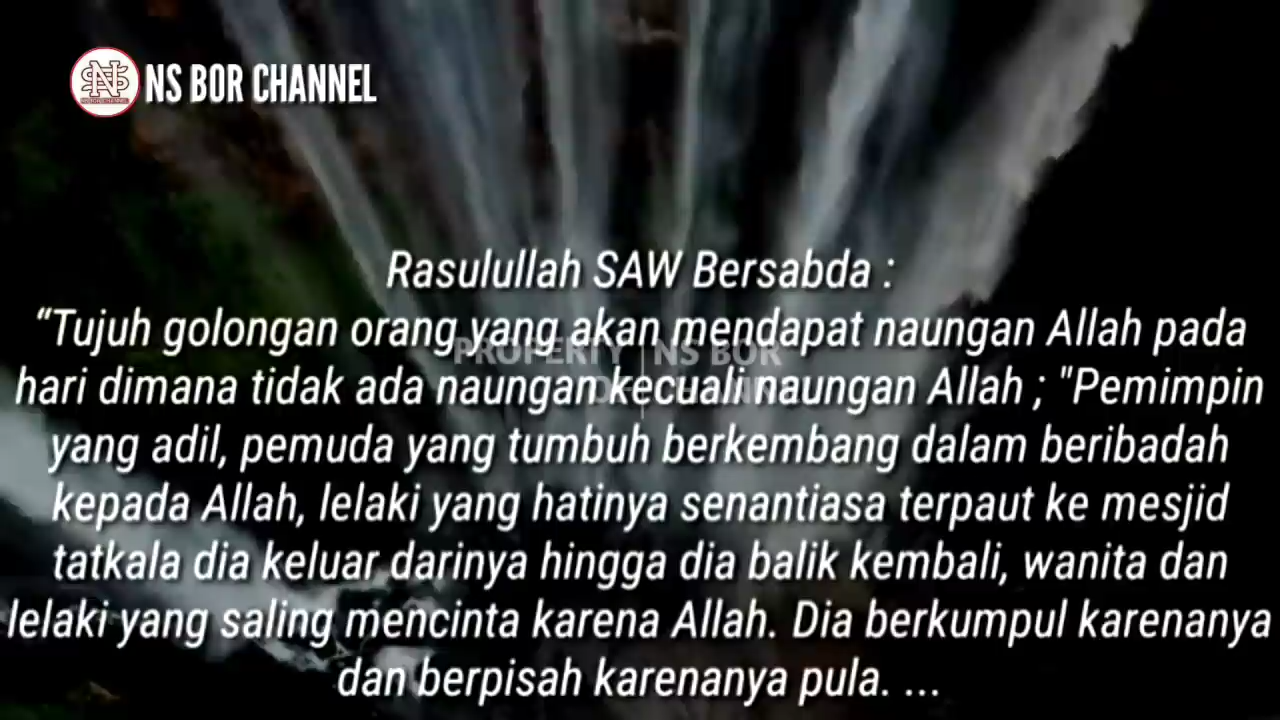 NS BOR CHANNEL
Rasulullah SAW Bersabda :
“Tujuh golongan orang yang akan mendapat naungan Allah pada
hari dimana tidak ada naungan kecuali naungan Allah ; "Pemimpin
yang adil, pemuda yang tumbuh berkembang dalam beribadah
kepada Allah, lelaki yang hatinya senantiasa terpaut ke mesjid
tatkala dia keluar darinya hingga dia balik kembali, wanita dan
lelaki yang saling mencinta karena Allah. Dia berkumpul karenanya
dan berpisah karenanya pula. ...
PROPERTY NS BOR